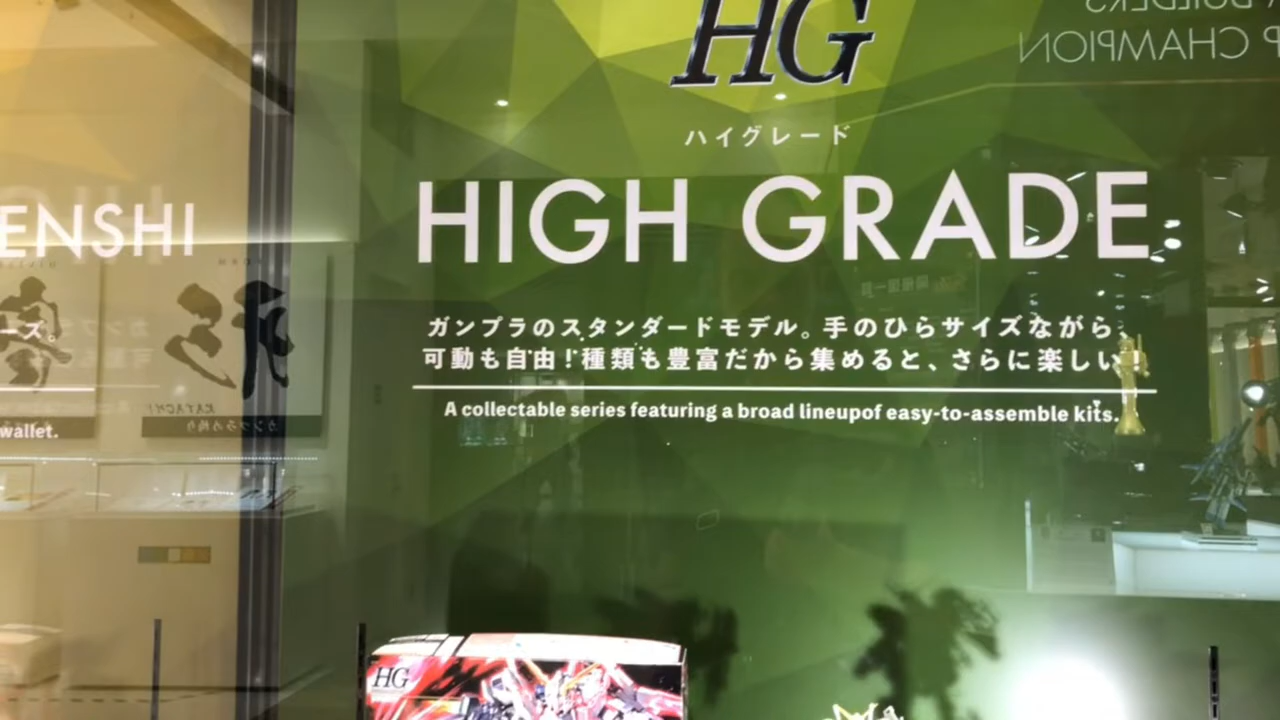 HG
ハイグレード
HIGH GRADE
ガンプラのスタンダードモデル。手のひらサイズながら、
可動も自由!種類も豊富だから集めると、さらに楽しい!
A collectable series featuring a broad lineupof easy-to-assemble kits.
ENSHI
ーズ。
wallet.
CHAMPION
HG